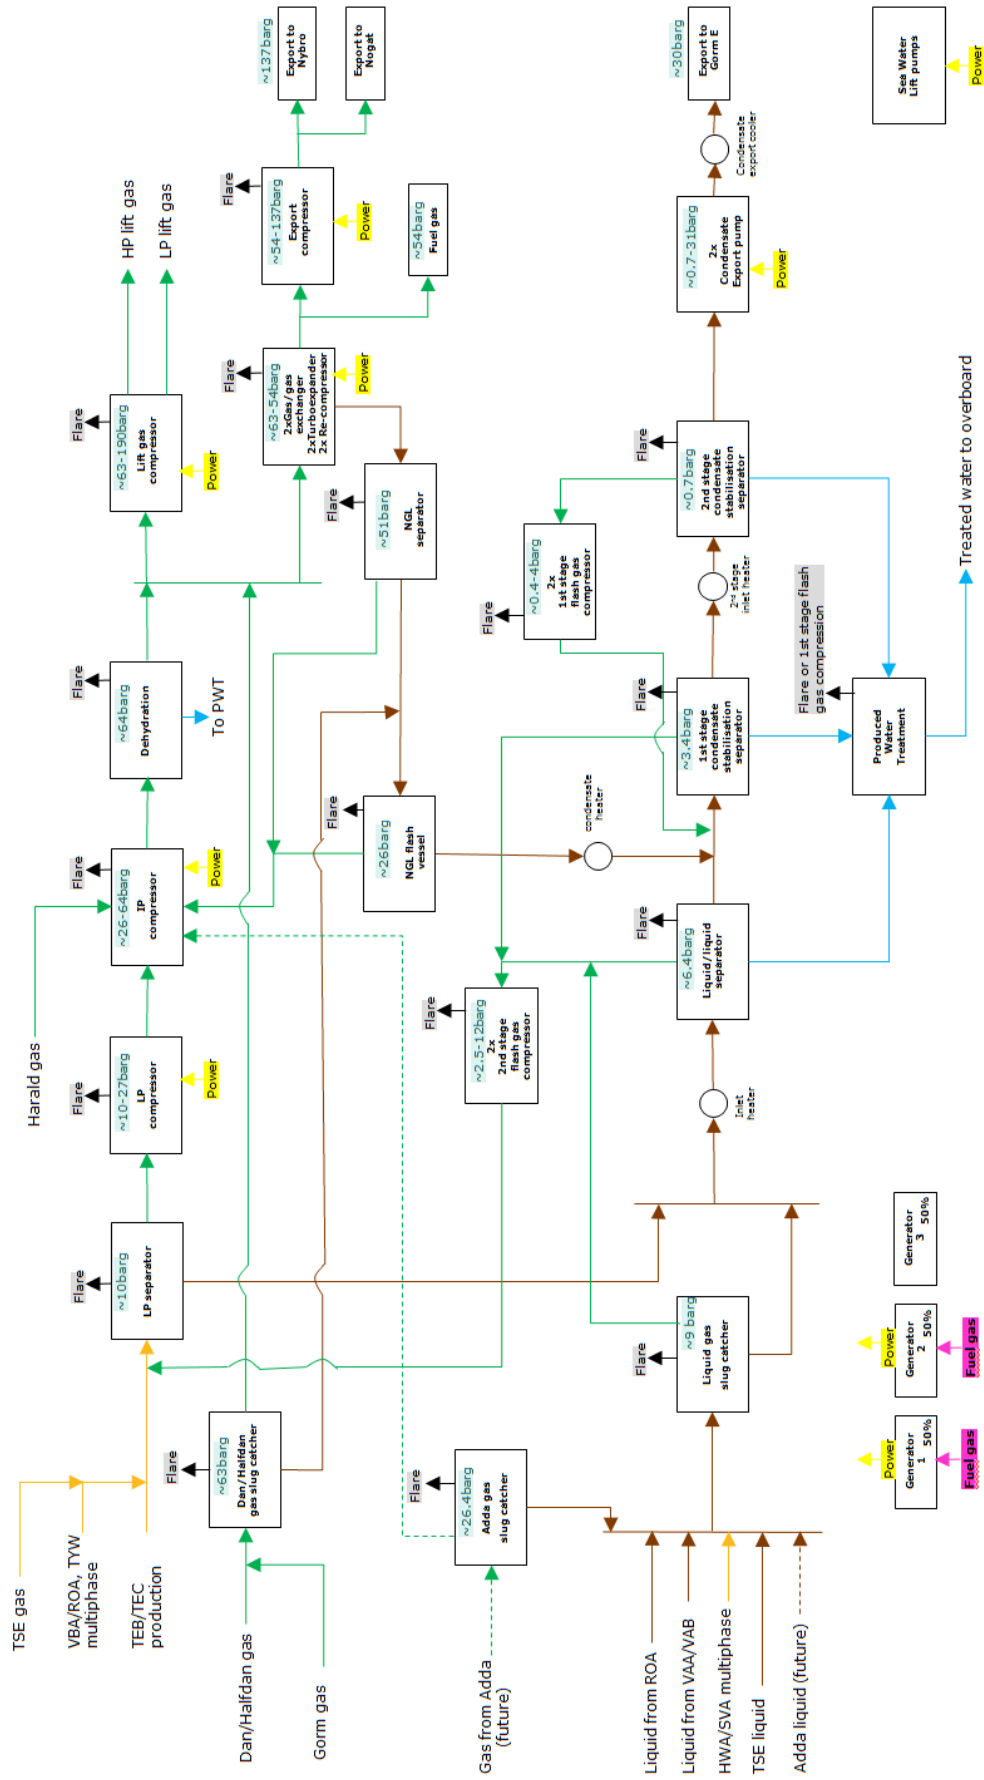 TSE gas
VBA/ROA, TYW
multiphase
TEB/TEC
production
Dan/Halfdan gas
Gorm gas
Gas from Adda
(future)
Liquid from ROA
Liquid from VAA/VAB
HWA/SVA multiphase
TSE liquid
Adda liquid (future)
Harald gas
Flare
~10barg
LP separator
Flare
~10-27barg
LP
compressor
Power
Flare
~26-64barg
IP
compressor
Power
Flare
~64barg
Dehydration
To PWT
Flare
~63-190barg
Lift gas
compressor
Power
HP lift gas
LP lift gas
Flare
~63barg
Dan/Halfdan
gas slug catcher
Flare
~63-54barg
2xGas/gas
exchanger
2xTurboexpander
2x Re-compressor
Power
Flare
~54-137barg
Export
compressor
Power
~137barg
Export to
Nybro
Export to
Nogat
~54barg
Fuel gas
Flare
~51barg
NGL
separator
Flare
~26barg
NGL flash
vessel
condensate
heater
Flare
~26.4barg
Adda gas
slug catcher
Flare
~2.5-12barg
2x
2nd stage
flash gas
compressor
Flare
~0.4-4barg
2x
1st stage
flash gas
compressor
Flare
~9 barg
Liquid gas
slug catcher
Inlet
heater
Flare
~6.4barg
Liquid/liquid
separator
Flare
~3.4barg
1st stage
condensate
stabilisation
separator
2nd stage
inlet heater
Flare
~0.7barg
2nd stage
condensate
stabilisation
separator
~0.7-31barg
2x
Condensate
Export pump
Power
Condensate
export cooler
~30barg
Export to
Gorm E
Flare or 1st stage flash
gas compression
Produced
Water
Treatment
Treated water to overboard
Power
Generator
1 50%
Fuel gas
Power
Generator
2 50%
Fuel gas
Generator
3 50%
Sea Water
Lift pumps
Power